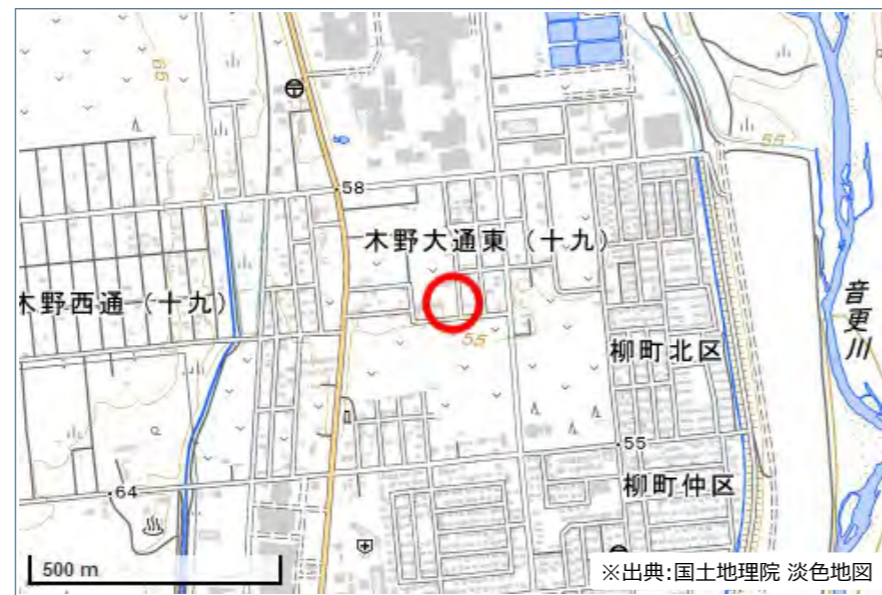 65
55
58
木野大通東（十九）
木野西通（十九）
音更川
55
柳町北区
55
柳町仲区
64
500 m
※出典:国土地理院 淡色地図